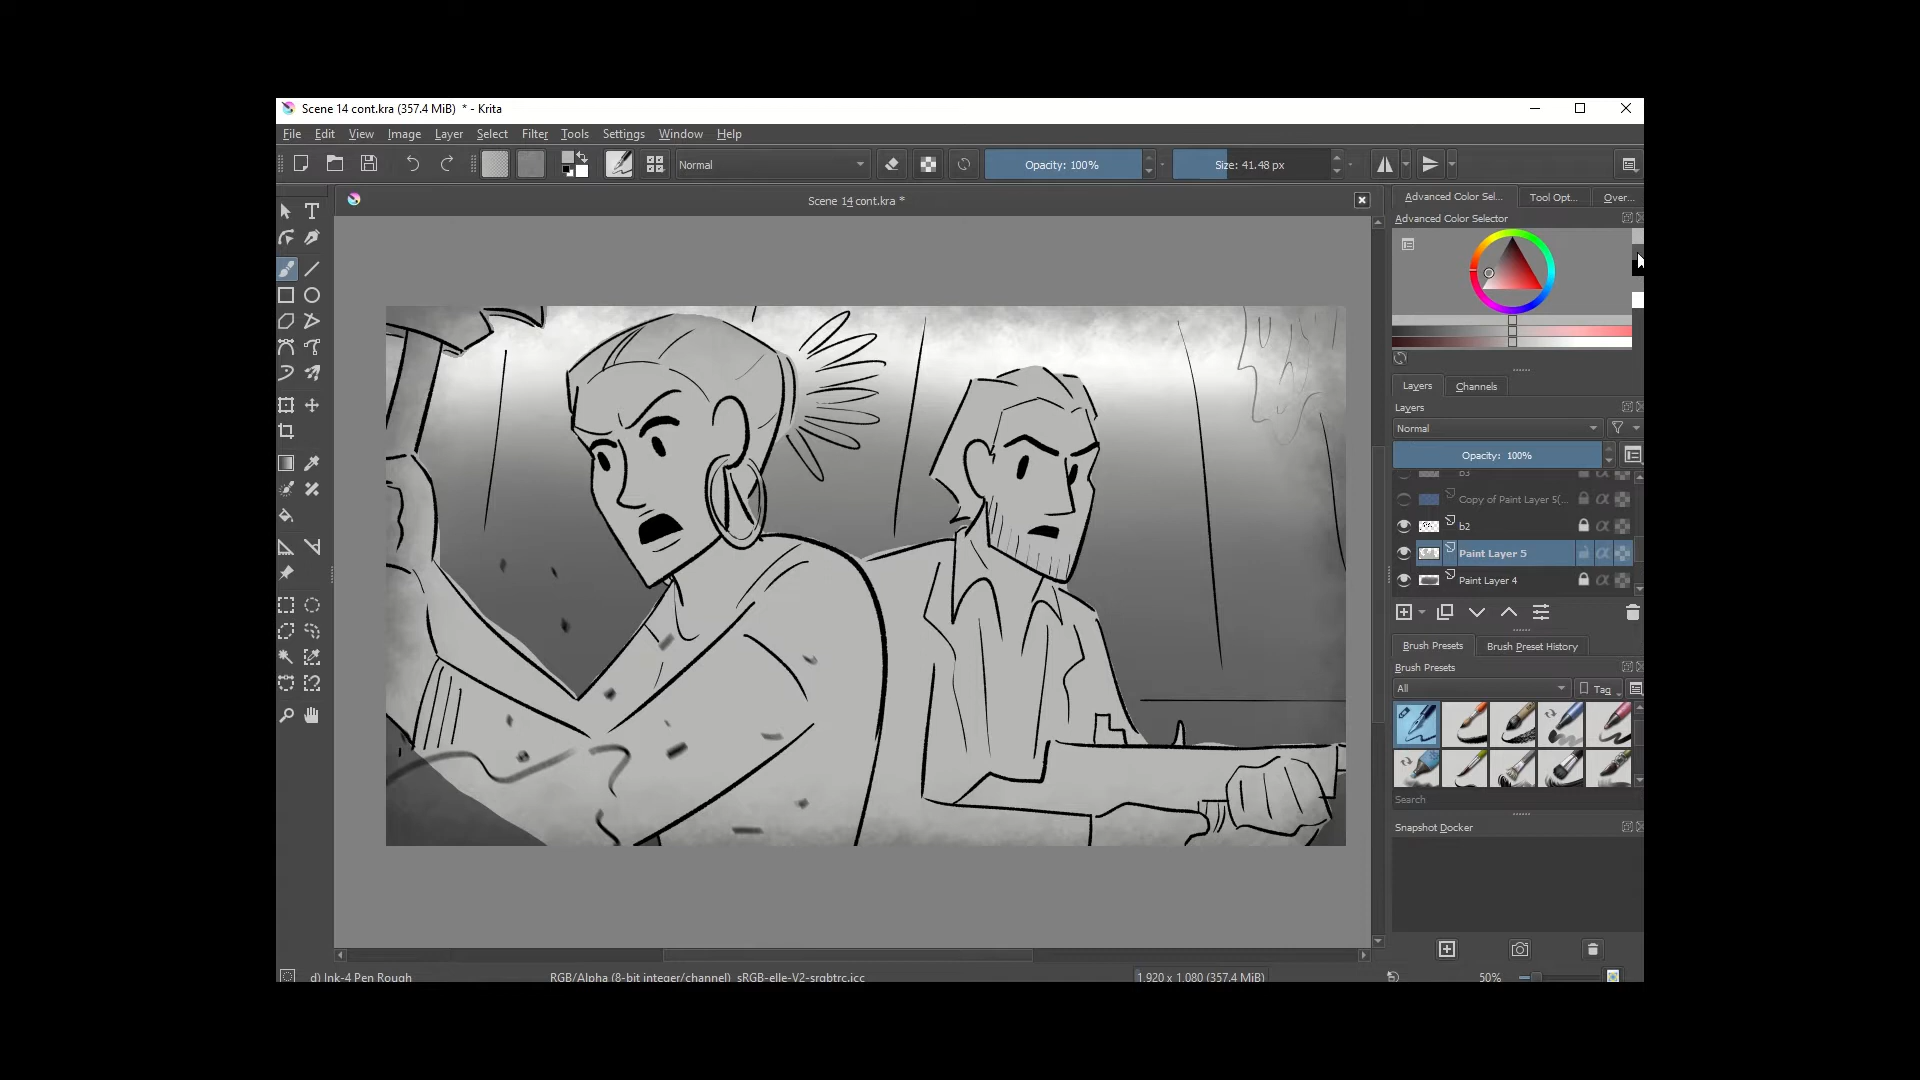 Scene 14 cont.kra (357.4 MiB) * - Krita
File Edit View Image Layer Select Filter Tools Settings Window Help
Normal Opacity: 100% Size: 41.48 px
Scene 14 cont.kra *
Advanced Color Sel... Tool Opt... Over...
Advanced Color Selector
Layers Channels
Layers
Normal
Opacity: 100%
b3
Copy of Paint Layer 5(...
b2
Paint Layer 5
Paint Layer 4
Brush Presets Brush Preset History
Brush Presets
All Tag
Search
Snapshot Docker
d) Ink-4 Pen Rough RGB/Alpha (8-bit integer/channel) sRGB-elle-V2-srgbtrc.icc 1,920 x 1,080 (357.4 MiB) 50%